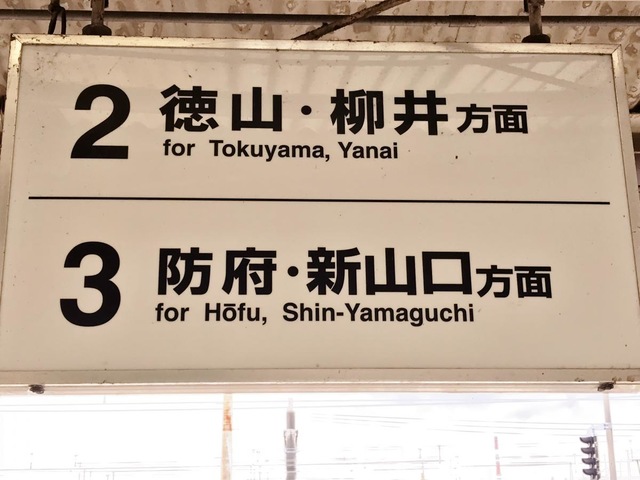 2 徳山・柳井方面
for Tokuyama, Yanai
3 防府・新山口方面
for Hōfu, Shin-Yamaguchi